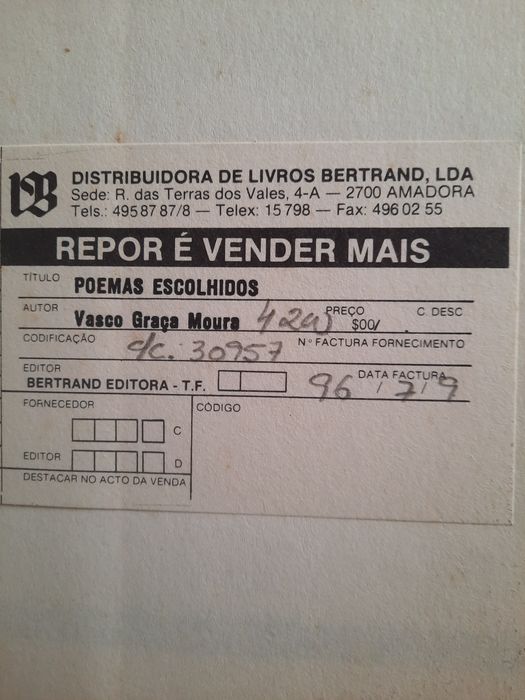 DISTRIBUIDORA DE LIVROS BERTRAND, LDA
Sede: R. das Terras dos Vales, 4-A — 2700 AMADORA
Tels.: 495 87 87/8 — Telex: 15 798 — Fax: 496 02 55
REPOR É VENDER MAIS
TÍTULO POEMAS ESCOLHIDOS
AUTOR Vasco Graça Moura PREÇO $00/ C. DESC
CODIFICAÇÃO c/c. 30957 N.º FACTURA FORNECIMENTO
EDITOR BERTRAND EDITORA - T.F. DATA FACTURA 96 / 7 / 9
FORNECEDOR C CÓDIGO
EDITOR D
DESTACAR NO ACTO DA VENDA